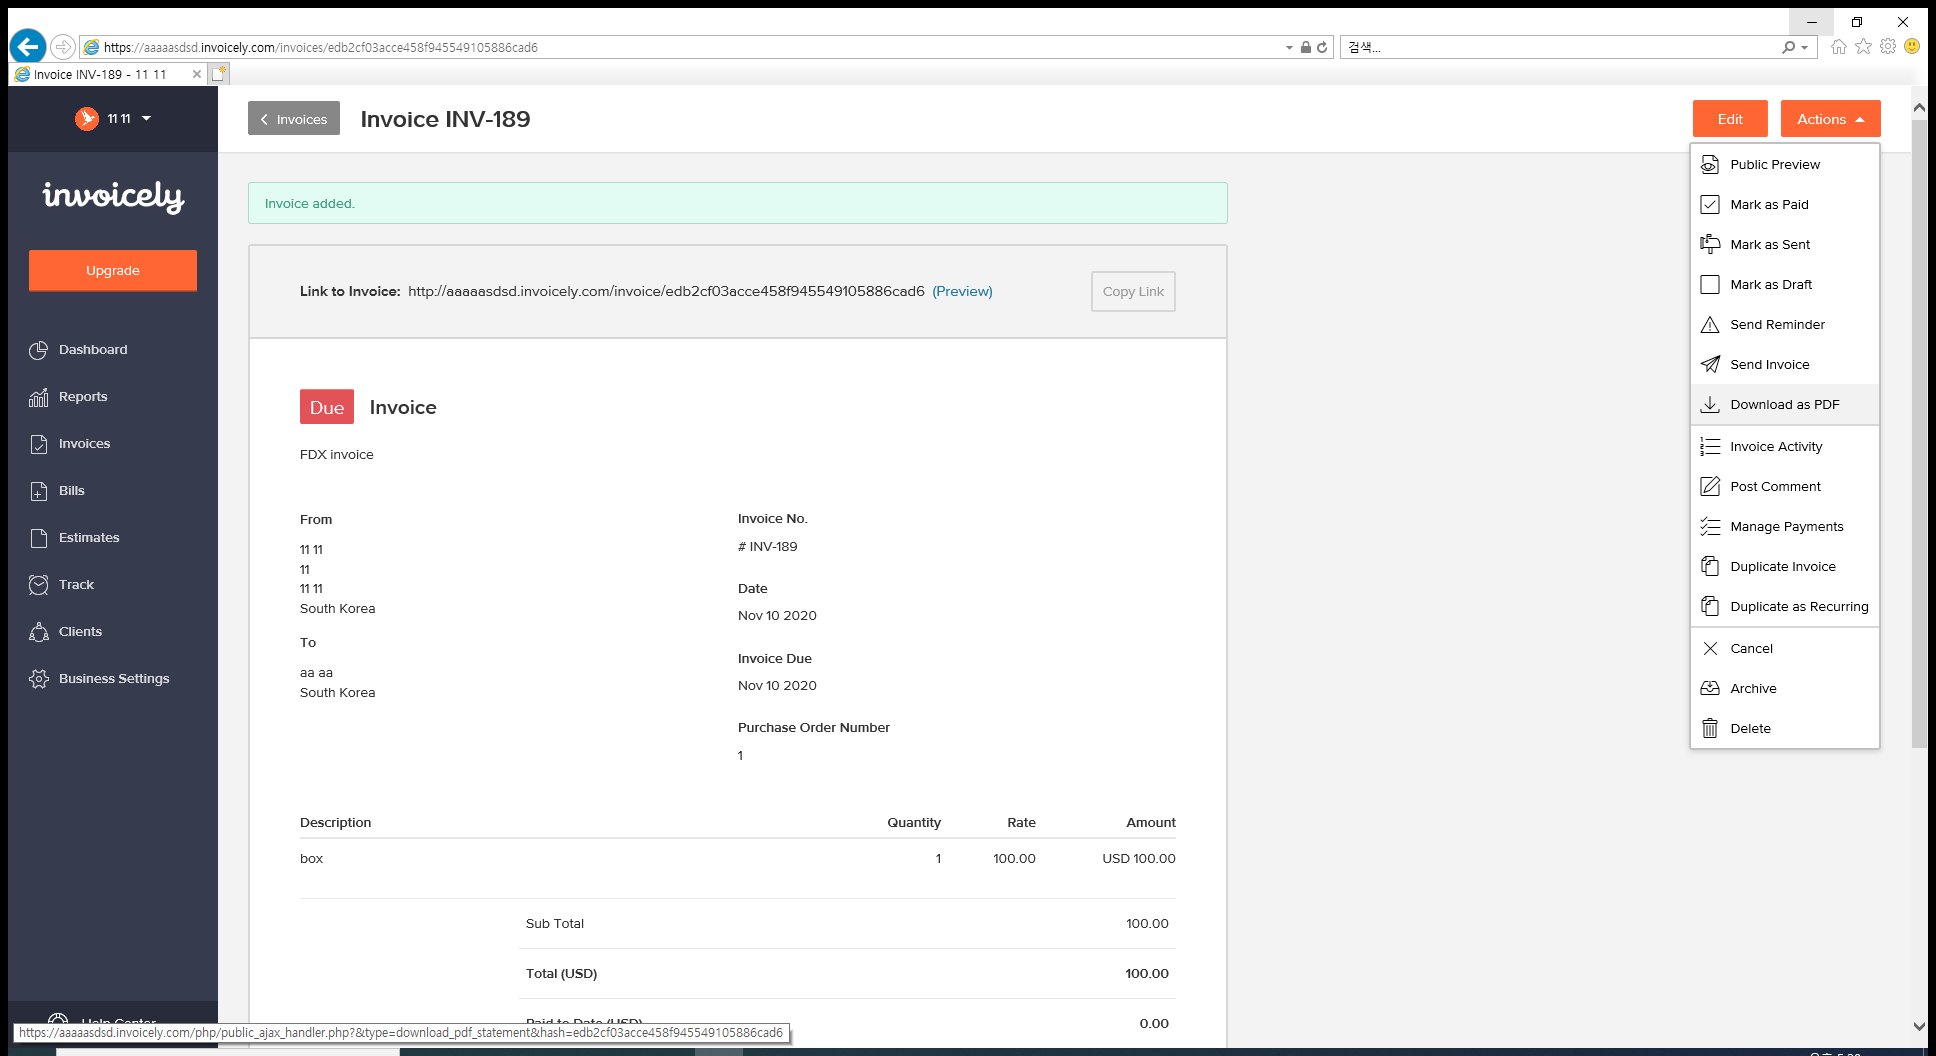 https://aaaaasdsd.invoicely.com/invoices/edb2cf03acce458f945549105886cad6
검색...
Invoice INV-189 - 11 11
11 11
Invoices
Invoice INV-189
Edit
Actions
invoicely
Upgrade
Dashboard
Reports
Invoices
Bills
Estimates
Track
Clients
Business Settings
Help Center
Invoice added.
Link to Invoice: http://aaaaasdsd.invoicely.com/invoice/edb2cf03acce458f945549105886cad6 (Preview)
Copy Link
Due Invoice
FDX invoice
From
11 11
11
11 11
South Korea
To
aa aa
South Korea
Invoice No.
# INV-189
Date
Nov 10 2020
Invoice Due
Nov 10 2020
Purchase Order Number
1
Description Quantity Rate Amount
box 1 100.00 USD 100.00
Sub Total 100.00
Total (USD) 100.00
Paid to Date (USD) 0.00
Public Preview
Mark as Paid
Mark as Sent
Mark as Draft
Send Reminder
Send Invoice
Download as PDF
Invoice Activity
Post Comment
Manage Payments
Duplicate Invoice
Duplicate as Recurring
Cancel
Archive
Delete
https://aaaaasdsd.invoicely.com/php/public_ajax_handler.php?&type=download_pdf_statement&hash=edb2cf03acce458f945549105886cad6